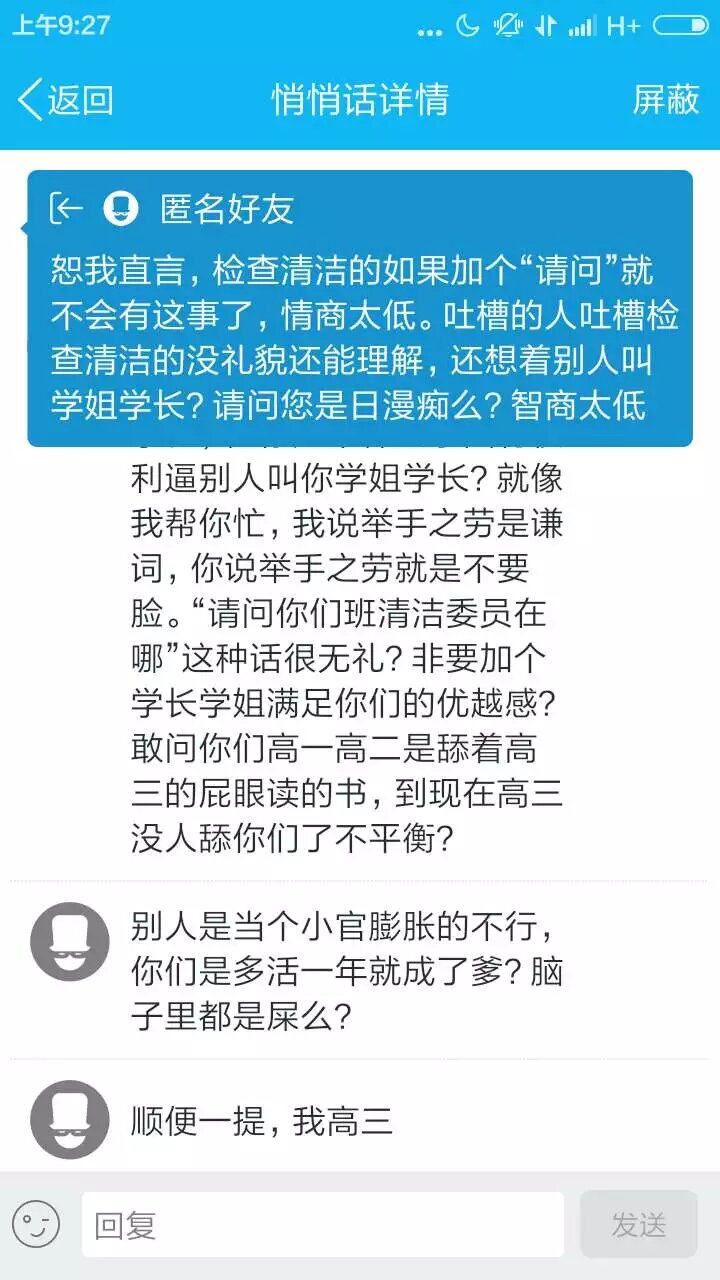 上午9:27
... H+
返回 悄悄话详情 屏蔽
匿名好友
恕我直言，检查清洁的如果加个“请问”就
不会有这事了，情商太低。吐槽的人吐槽检
查清洁的没礼貌还能理解，还想着别人叫
学姐学长？请问您是日漫痴么？智商太低
利逼别人叫你学姐学长？就像
我帮你忙，我说举手之劳是谦
词，你说举手之劳就是不要
脸。“请问你们班清洁委员在
哪”这种话很无礼？非要加个
学长学姐满足你们的优越感？
敢问你们高一高二是舔着高
三的屁眼读的书，到现在高三
没人舔你们了不平衡？
别人是当个小官膨胀的不行，
你们是多活一年就成了爹？脑
子里都是屎么？
顺便一提，我高三
回复 发送